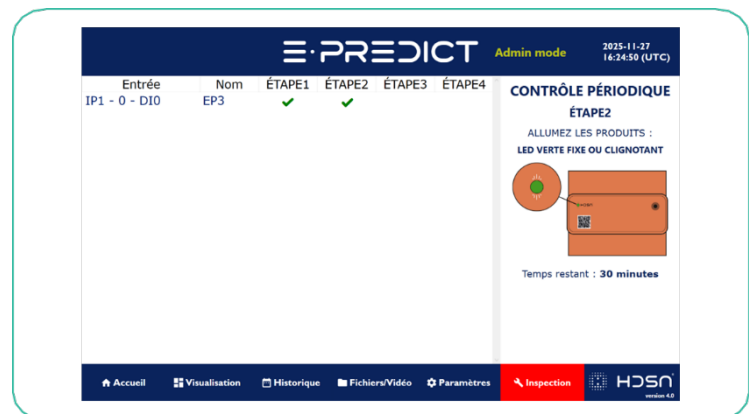 E·PREDICT
Admin mode
2025-11-27
16:24:50 (UTC)
Entrée Nom ÉTAPE1 ÉTAPE2 ÉTAPE3 ÉTAPE4
IP1 - 0 - DI0 EP3
CONTRÔLE PÉRIODIQUE
ÉTAPE2
ALLUMEZ LES PRODUITS :
LED VERTE FIXE OU CLIGNOTANT
Temps restant : 30 minutes
Accueil Visualisation Historique Fichiers/Vidéo Paramètres Inspection HDSN
version 4.0